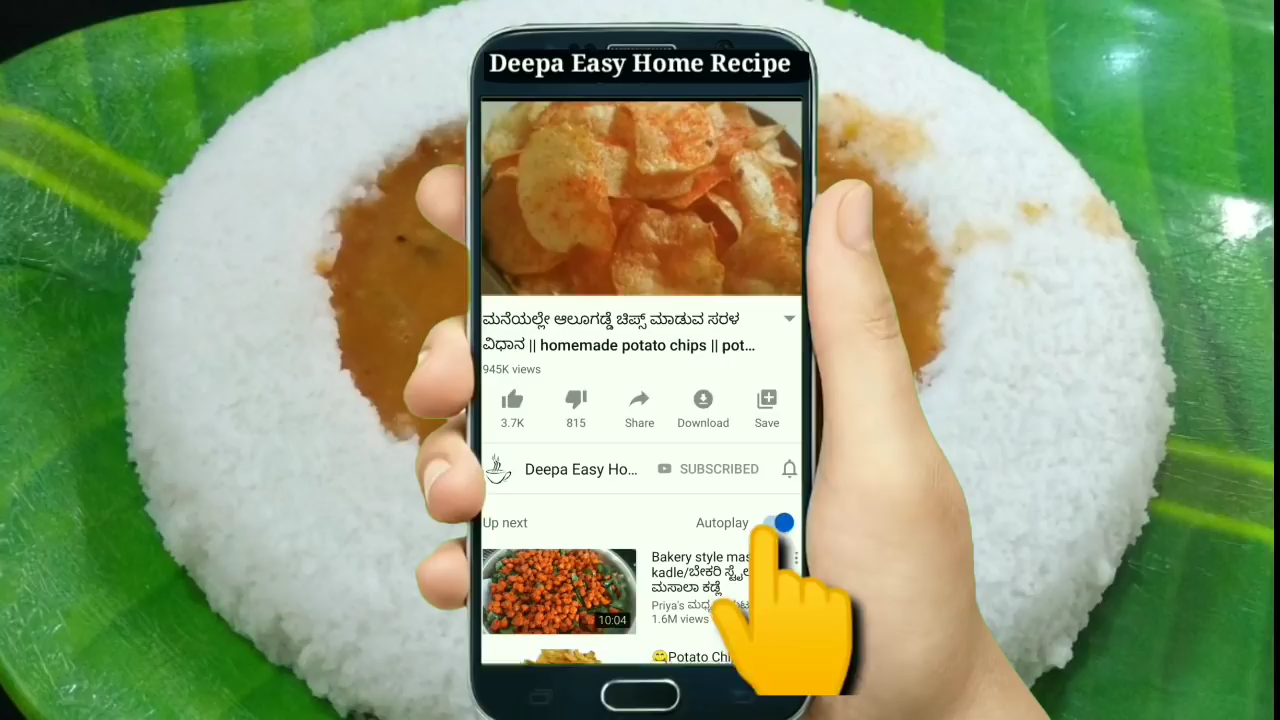 Deepa Easy Home Recipe
ಮನೆಯಲ್ಲೇ ಆಲೂಗಡ್ಡೆ ಚಿಪ್ಸ್ ಮಾಡುವ ಸರಳ
ವಿಧಾನ || homemade potato chips || pot...
945K views
3.7K
815
Share
Download
Save
Deepa Easy Ho...
SUBSCRIBED
Up next
Autoplay
Bakery style mas
kadle/ಬೇಕರಿ ಸ್ಟೈಲ
ಮಸಾಲಾ ಕಡ್ಲೆ
Priya's
1.6M views
10:04
😋Potato Chi